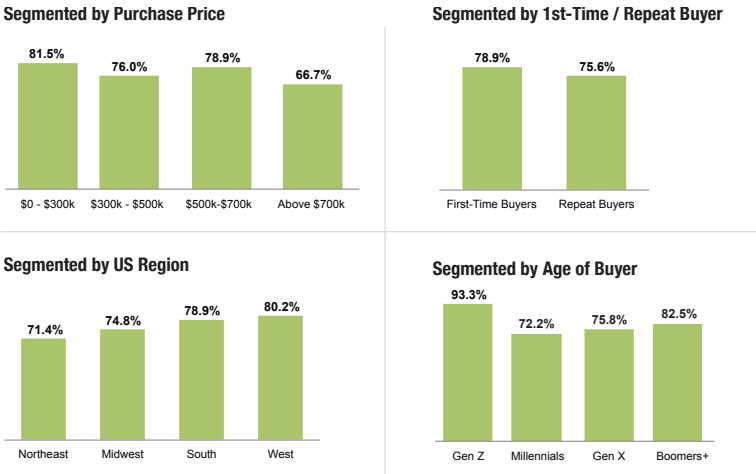 Segmented by Purchase Price
81.5%
76.0%
78.9%
66.7%
$0 - $300k
$300k - $500k
$500k-$700k
Above $700k
Segmented by 1st-Time / Repeat Buyer
78.9%
75.6%
First-Time Buyers
Repeat Buyers
Segmented by US Region
71.4%
74.8%
78.9%
80.2%
Northeast
Midwest
South
West
Segmented by Age of Buyer
93.3%
72.2%
75.8%
82.5%
Gen Z
Millennials
Gen X
Boomers+